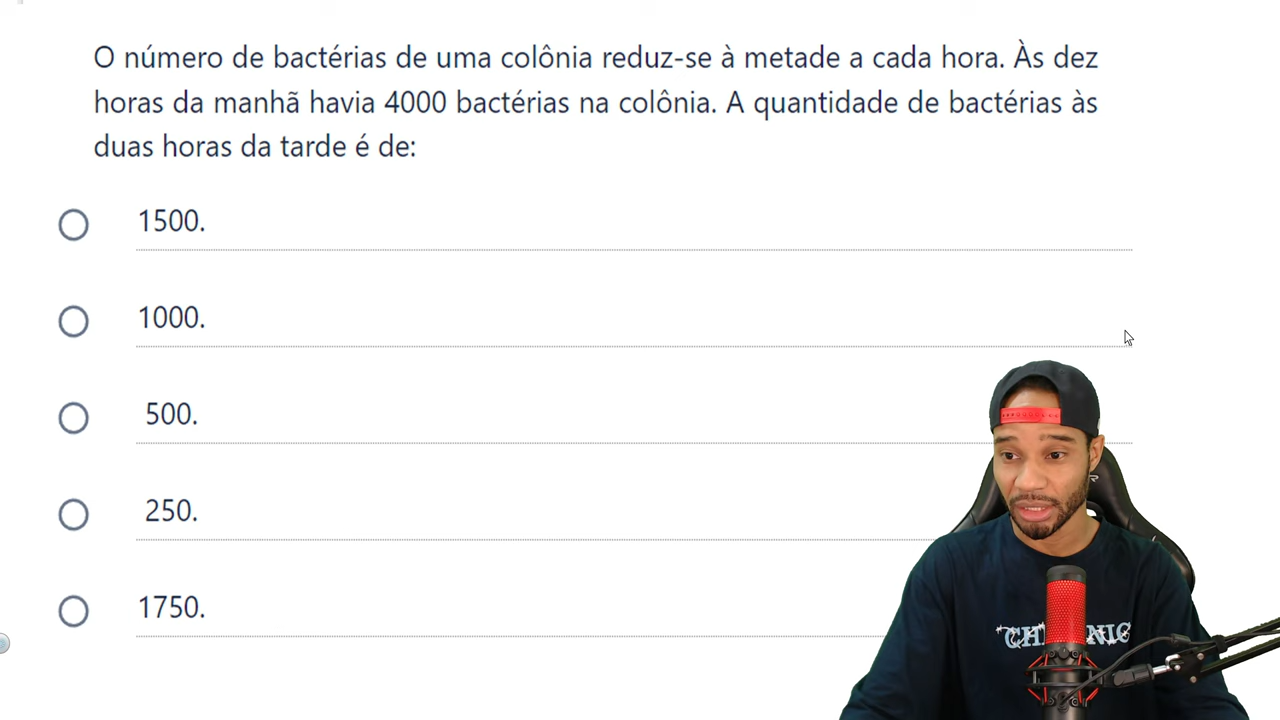 O número de bactérias de uma colônia reduz-se à metade a cada hora. Às dez
horas da manhã havia 4000 bactérias na colônia. A quantidade de bactérias às
duas horas da tarde é de:
1500.
1000.
500.
250.
1750.